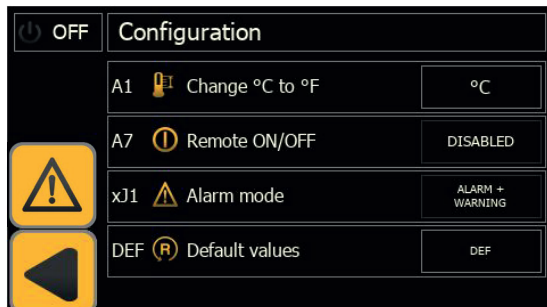 OFF Configuration
A1 Change °C to °F °C
A7 Remote ON/OFF DISABLED
xJ1 Alarm mode ALARM +
WARNING
DEF R Default values DEF